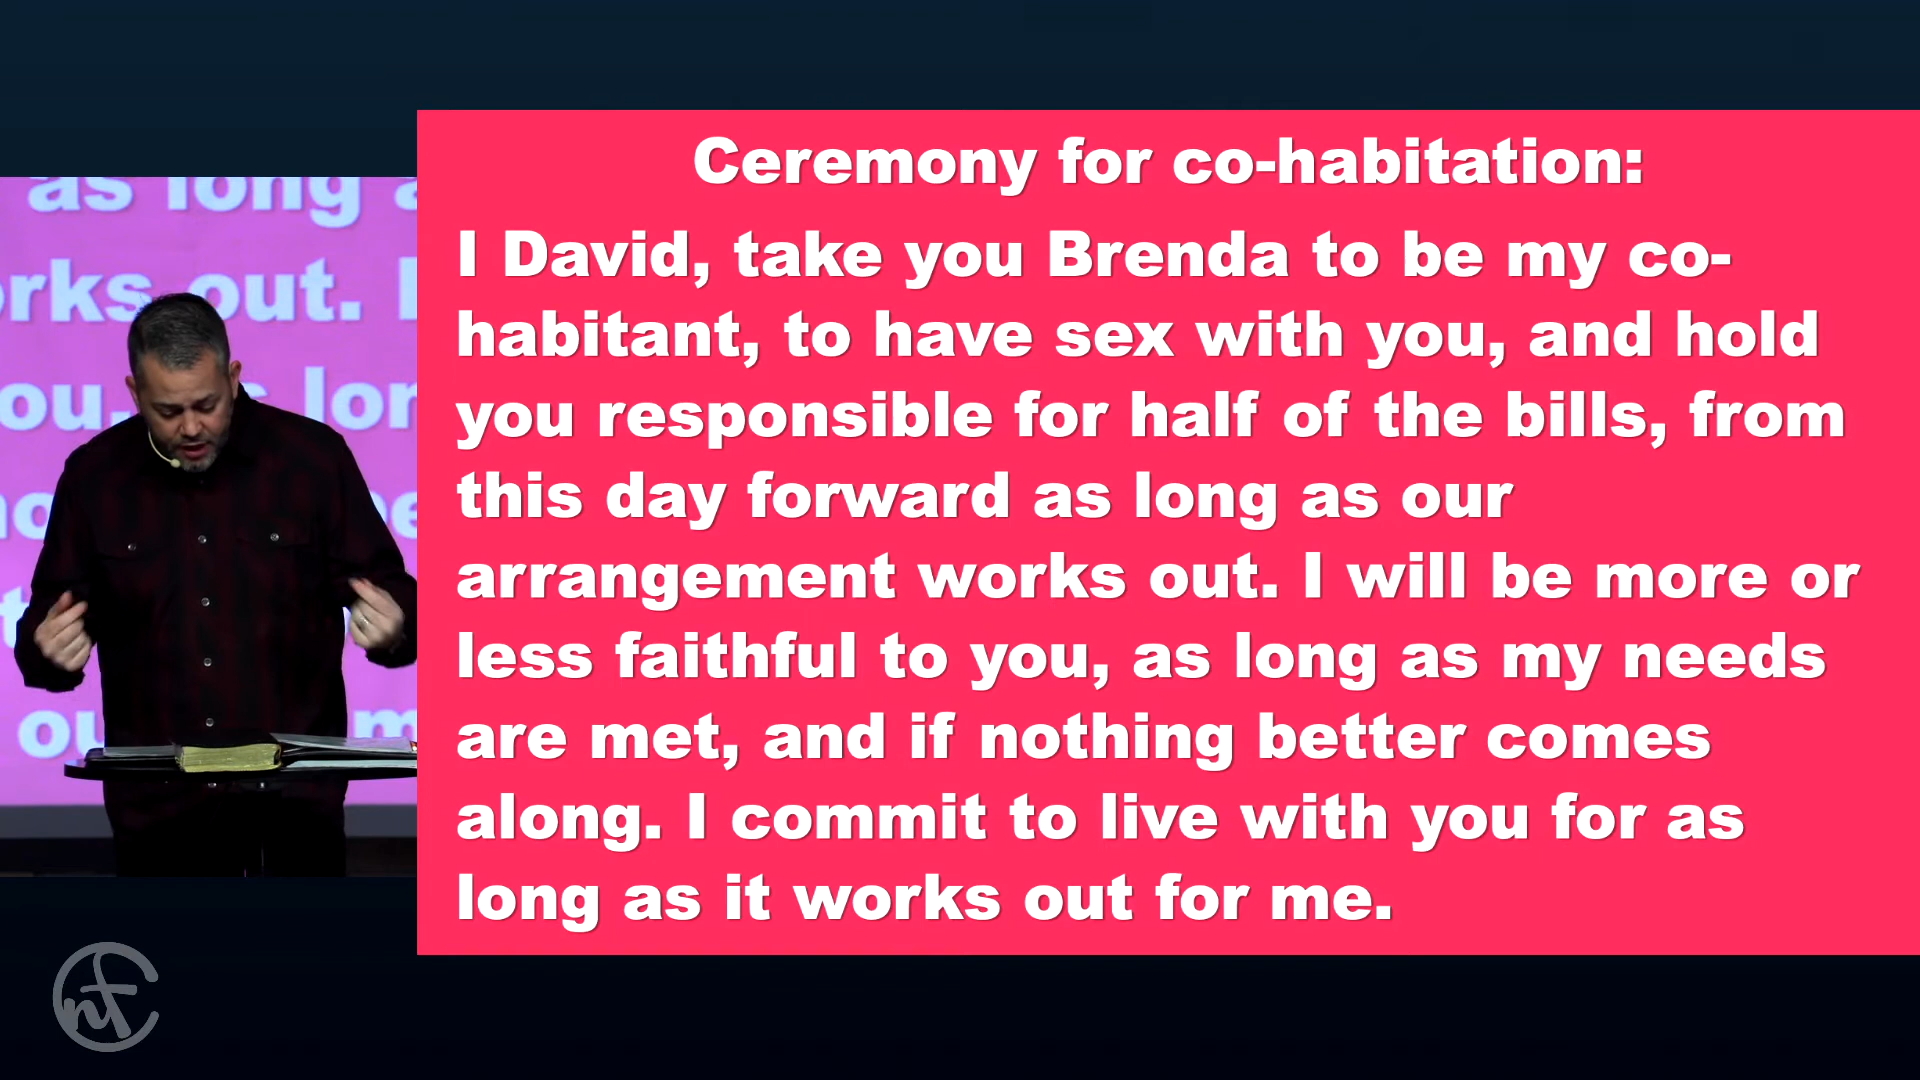 Ceremony for co-habitation:
I David, take you Brenda to be my co-
habitant, to have sex with you, and hold
you responsible for half of the bills, from
this day forward as long as our
arrangement works out. I will be more or
less faithful to you, as long as my needs
are met, and if nothing better comes
along. I commit to live with you for as
long as it works out for me.
as long
out.